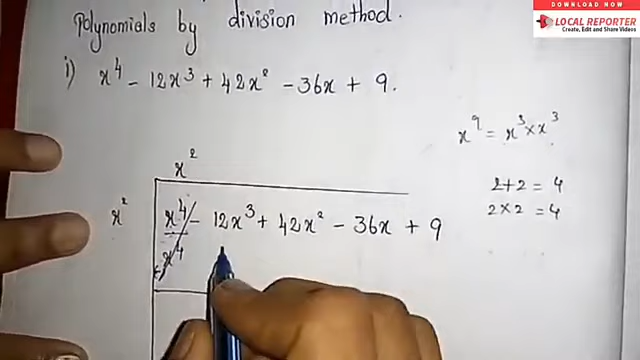 DOWNLOAD NOW
LOCAL REPORTER
Create, Edit and Share Videos
Polynomials by division method.
i) x⁴ - 12x³ + 42x² - 36x + 9.
x⁹ = x³ × x³
2+2 = 4
2×2 = 4
x²
x² x⁴ - 12x³ + 42x² - 36x + 9
x⁴